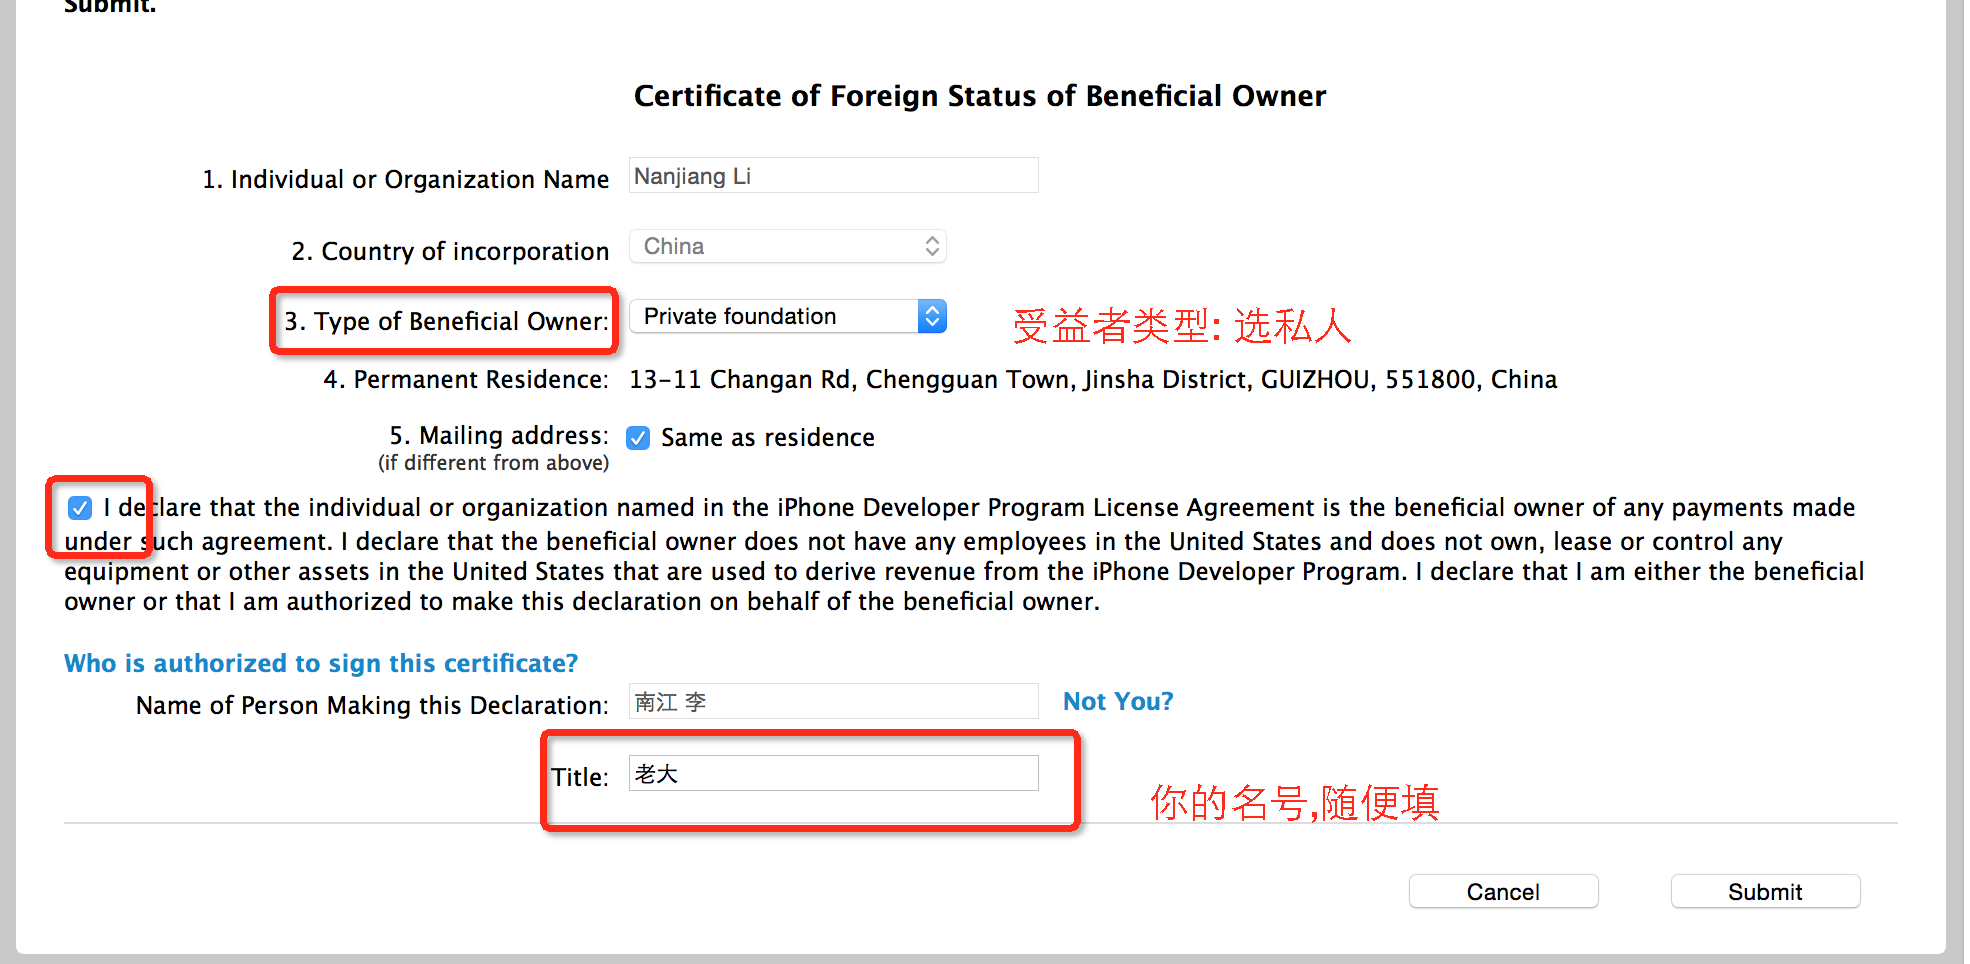 Submit.
Certificate of Foreign Status of Beneficial Owner
1. Individual or Organization Name Nanjiang Li
2. Country of incorporation China
3. Type of Beneficial Owner: Private foundation 受益者类型: 选私人
4. Permanent Residence: 13-11 Changan Rd, Chengguan Town, Jinsha District, GUIZHOU, 551800, China
5. Mailing address: Same as residence
(if different from above)
I declare that the individual or organization named in the iPhone Developer Program License Agreement is the beneficial owner of any payments made
under such agreement. I declare that the beneficial owner does not have any employees in the United States and does not own, lease or control any
equipment or other assets in the United States that are used to derive revenue from the iPhone Developer Program. I declare that I am either the beneficial
owner or that I am authorized to make this declaration on behalf of the beneficial owner.
Who is authorized to sign this certificate?
Name of Person Making this Declaration: 南江 李 Not You?
Title: 老大
你的名号,随便填
Cancel Submit